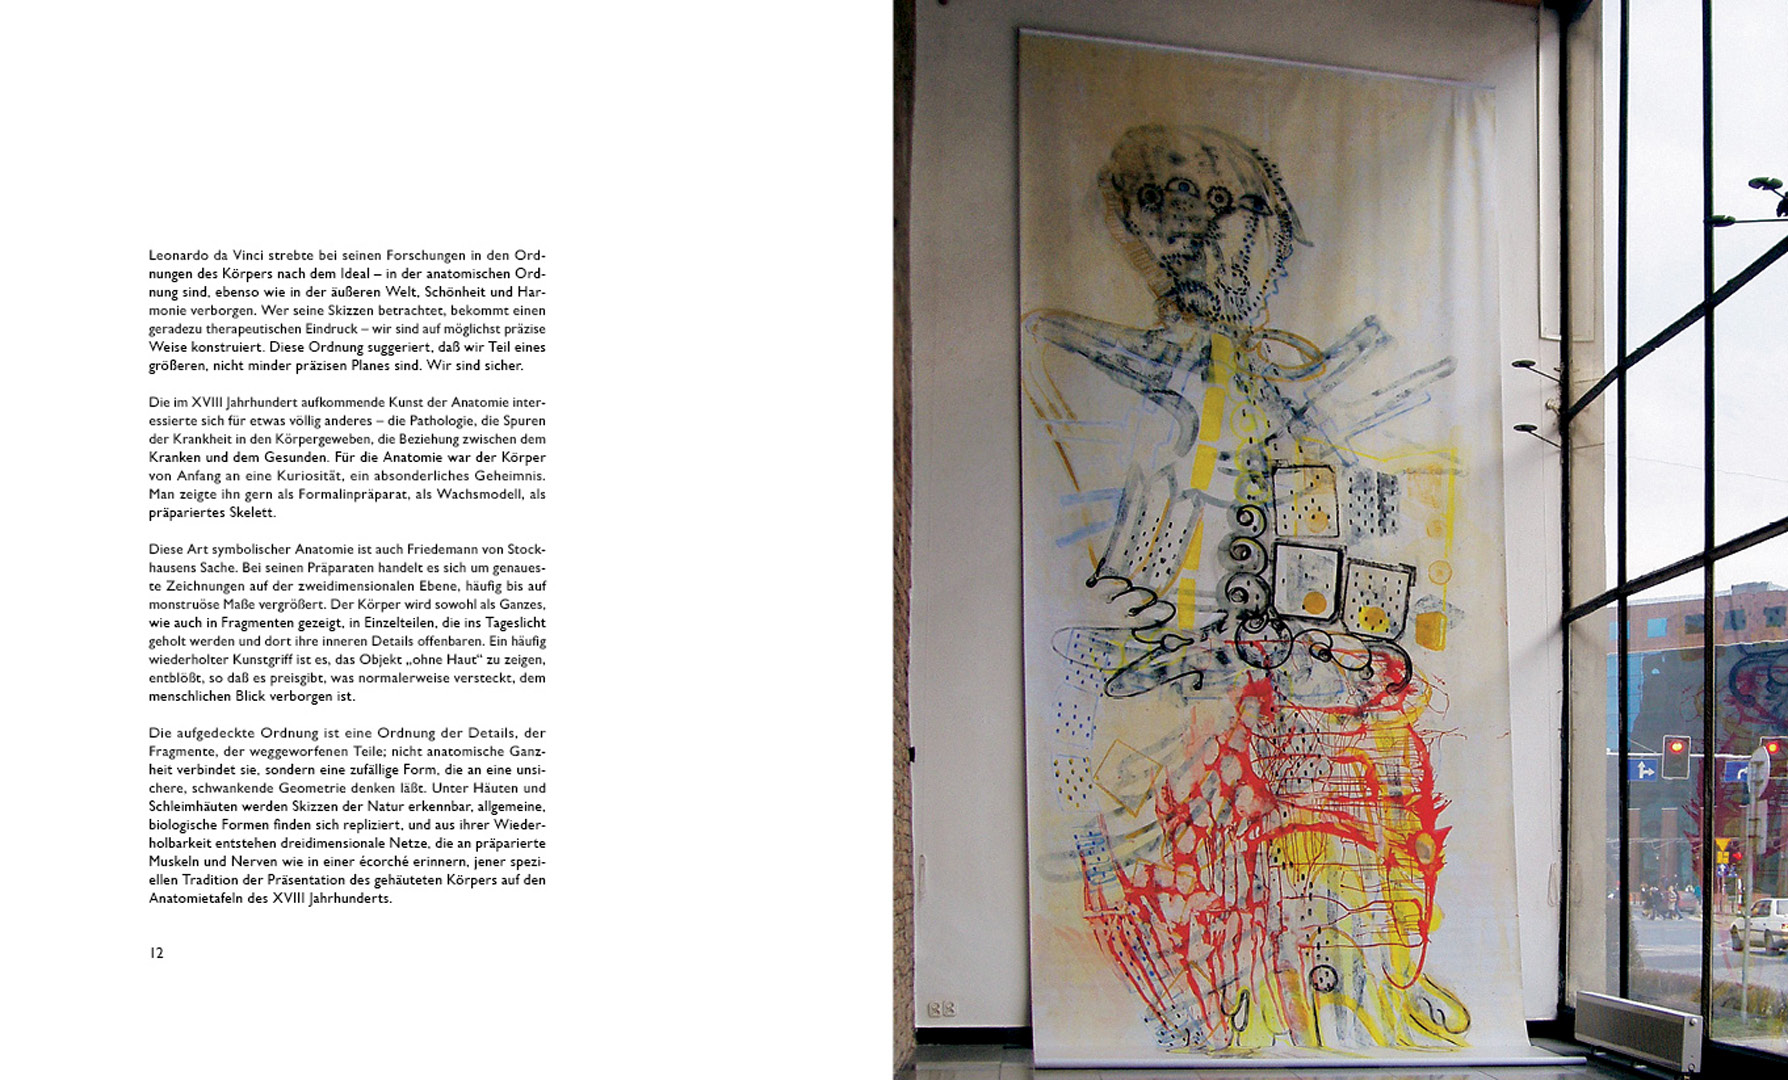 Leonardo da Vinci strebte bei seinen Forschungen in den Ord-
nungen des Körpers nach dem Ideal – in der anatomischen Ord-
nung sind, ebenso wie in der äußeren Welt, Schönheit und Har-
monie verborgen. Wer seine Skizzen betrachtet, bekommt einen
geradezu therapeutischen Eindruck – wir sind auf möglichst präzise
Weise konstruiert. Diese Ordnung suggeriert, daß wir Teil eines
größeren, nicht minder präzisen Planes sind. Wir sind sicher.
Die im XVIII Jahrhundert aufkommende Kunst der Anatomie inter-
essierte sich für etwas völlig anderes – die Pathologie, die Spuren
der Krankheit in den Körpergeweben, die Beziehung zwischen dem
Kranken und dem Gesunden. Für die Anatomie war der Körper
von Anfang an eine Kuriosität, ein absonderliches Geheimnis.
Man zeigte ihn gern als Formalinpräparat, als Wachsmodell, als
präpariertes Skelett.
Diese Art symbolischer Anatomie ist auch Friedemann von Stock-
hausens Sache. Bei seinen Präparaten handelt es sich um genaues-
te Zeichnungen auf der zweidimensionalen Ebene, häufig bis auf
monstruöse Maße vergrößert. Der Körper wird sowohl als Ganzes,
wie auch in Fragmenten gezeigt, in Einzelteilen, die ins Tageslicht
geholt werden und dort ihre inneren Details offenbaren. Ein häufig
wiederholter Kunstgriff ist es, das Objekt „ohne Haut“ zu zeigen,
entblößt, so daß es preisgibt, was normalerweise versteckt, dem
menschlichen Blick verborgen ist.
Die aufgedeckte Ordnung ist eine Ordnung der Details, der
Fragmente, der weggeworfenen Teile; nicht anatomische Ganz-
heit verbindet sie, sondern eine zufällige Form, die an eine unsi-
chere, schwankende Geometrie denken läßt. Unter Häuten und
Schleimhäuten werden Skizzen der Natur erkennbar, allgemeine,
biologische Formen finden sich repliziert, und aus ihrer Wieder-
holbarkeit entstehen dreidimensionale Netze, die an präparierte
Muskeln und Nerven wie in einer écorché erinnern, jener spezi-
ellen Tradition der Präsentation des gehäuteten Körpers auf den
Anatomietafeln des XVIII Jahrhunderts.
12